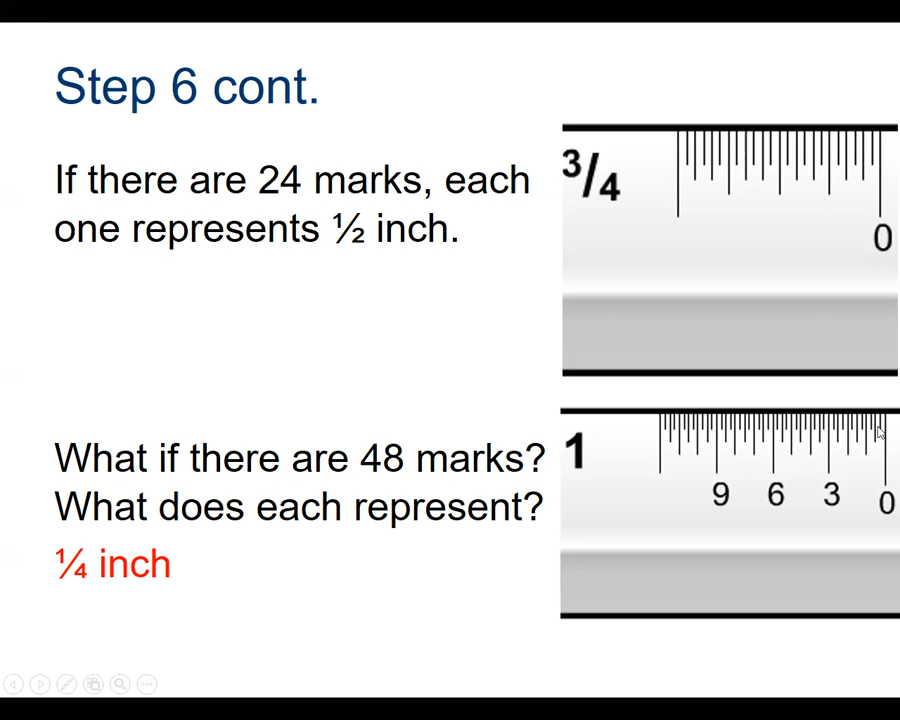 Step 6 cont.
If there are 24 marks, each
one represents ½ inch.
3/4
0
What if there are 48 marks?
What does each represent?
¼ inch
1
9 6 3 0